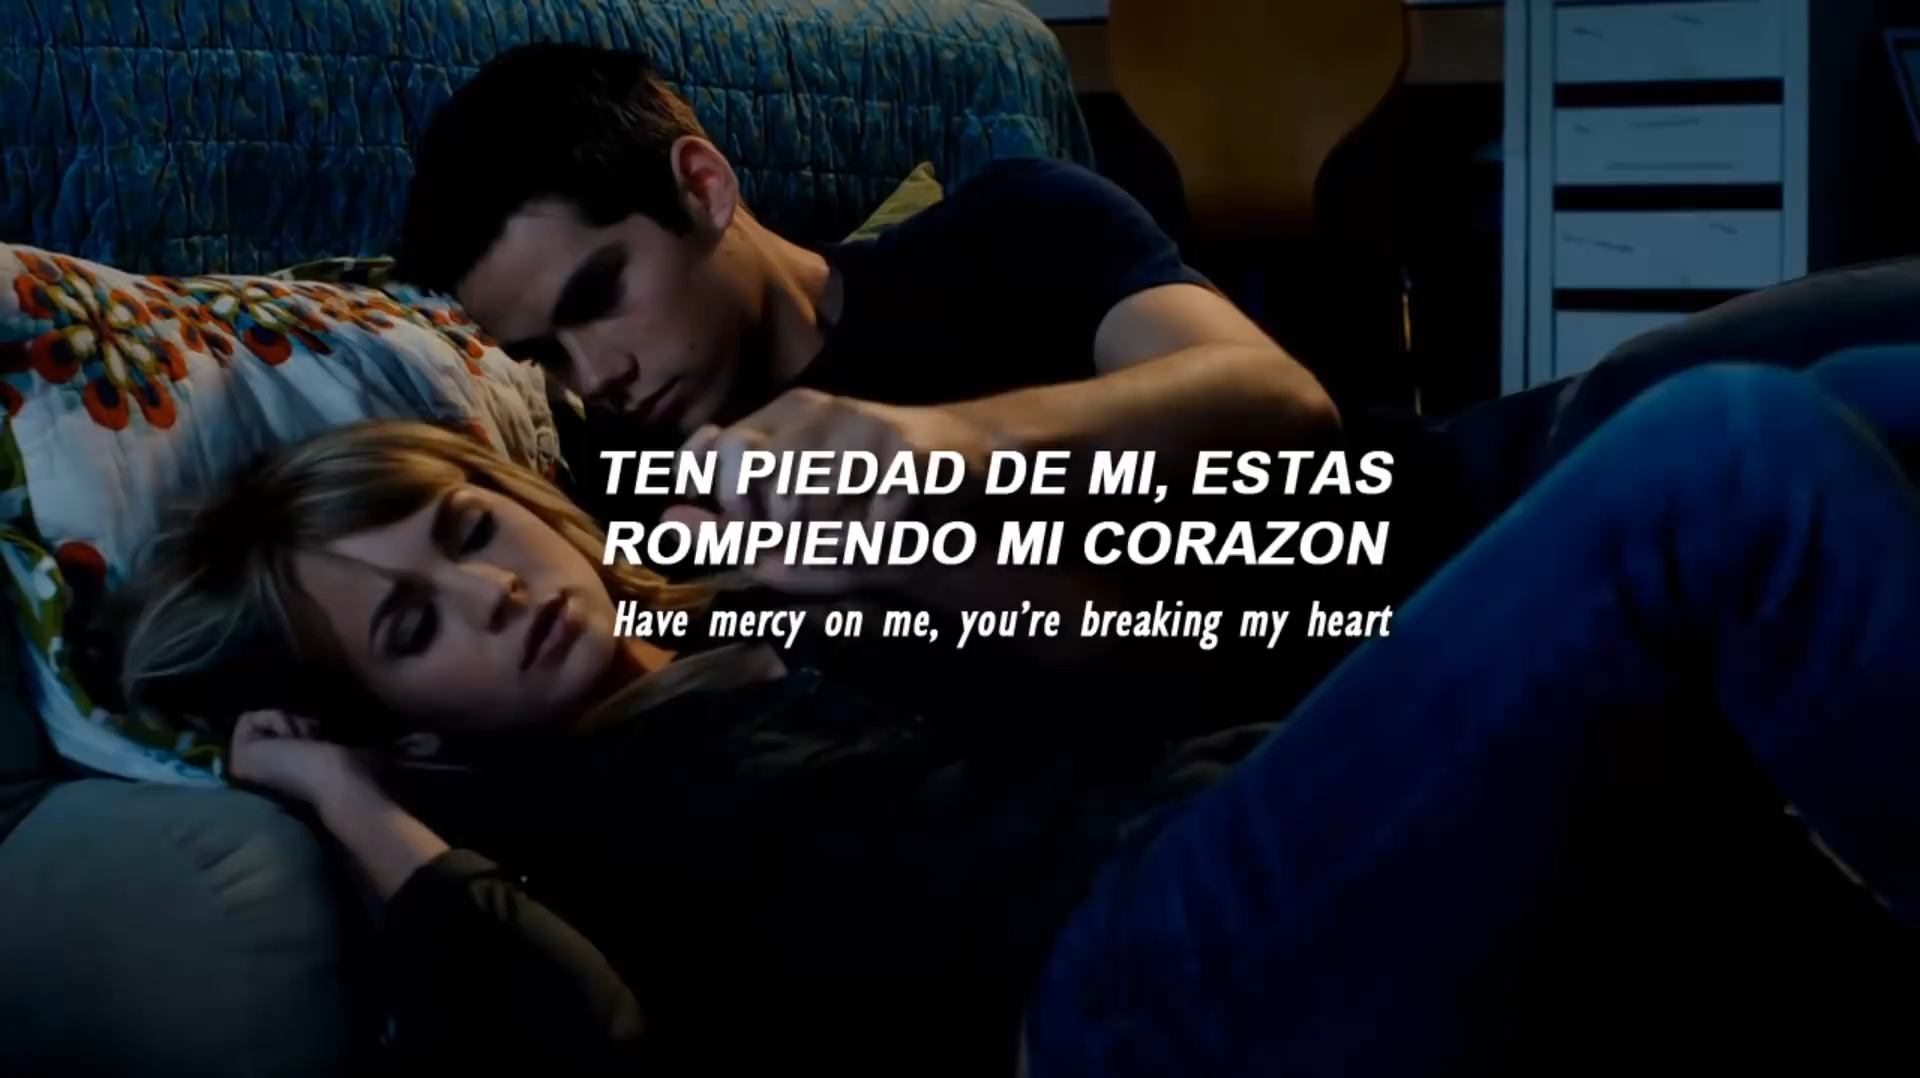 TEN PIEDAD DE MI, ESTAS
ROMPIENDO MI CORAZON
Have mercy on me, you're breaking my heart